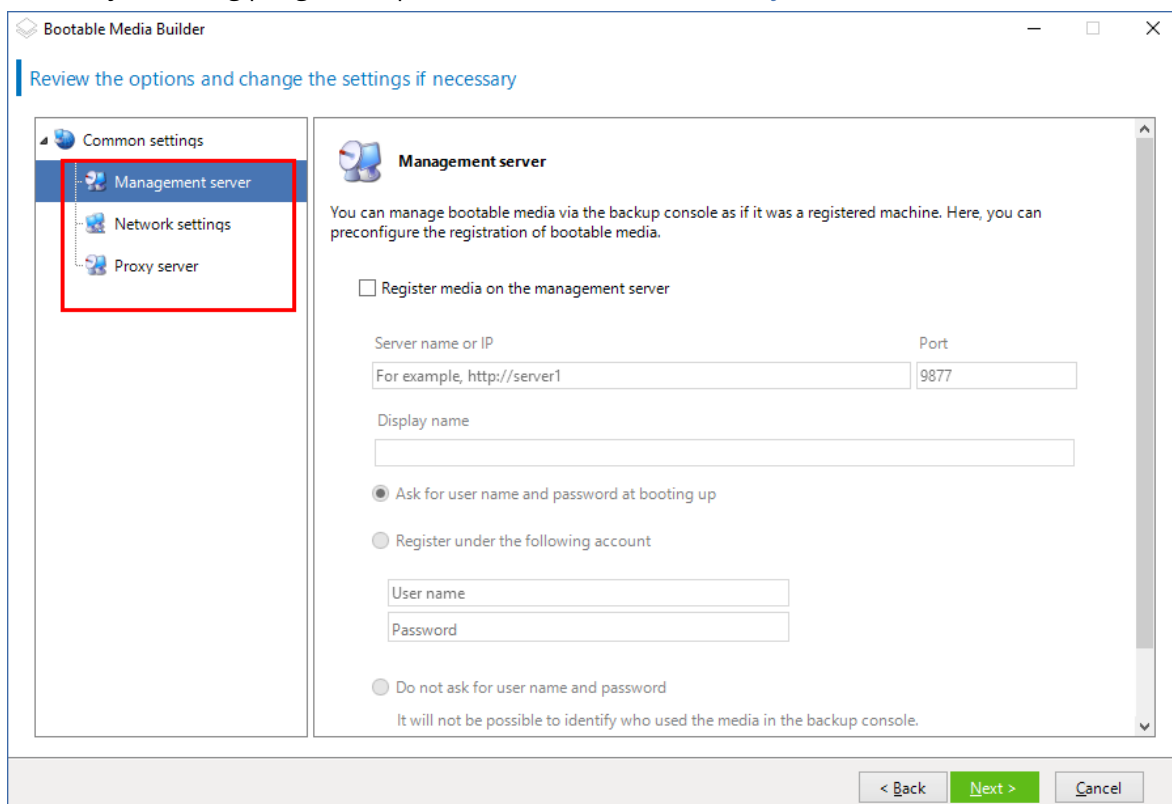 Bootable Media Builder
Review the options and change the settings if necessary
Common settings
Management server
Network settings
Proxy server
Management server
You can manage bootable media via the backup console as if it was a registered machine. Here, you can
preconfigure the registration of bootable media.
Register media on the management server
Server name or IP
Port
For example, http://server1
9877
Display name
Ask for user name and password at booting up
Register under the following account
User name
Password
Do not ask for user name and password
It will not be possible to identify who used the media in the backup console.
< Back
Next >
Cancel